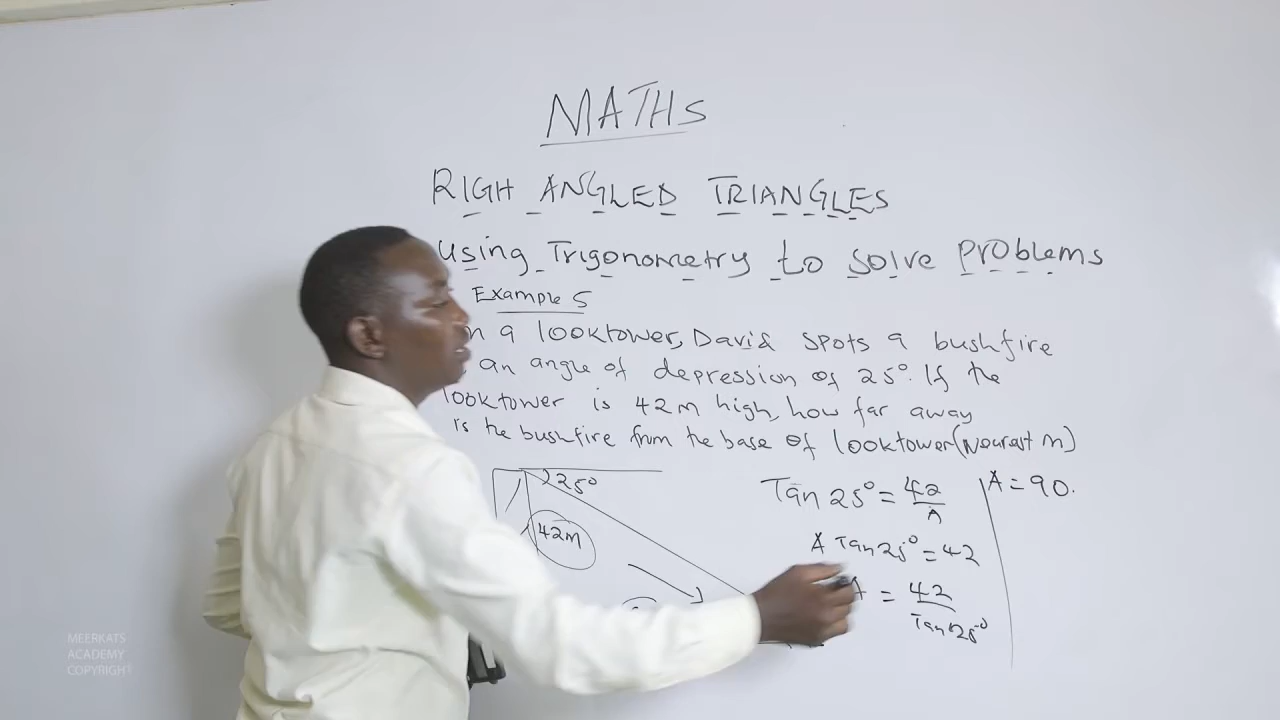 MATHS
RIGH ANGLED TRIANGLES
Using Trigonometry to solve Problems
Example 5
n a looktower, David spots a bushfire
an angle of depression of 25°. If the
looktower is 42m high, how far away
is the bushfire from the base of looktower (Nearest m)
25°
42m
Tan 25° = 42/A
A Tan 25° = 42
A = 42/Tan 25°
A = 90.
MEERKATS
ACADEMY
COPYRIGHT